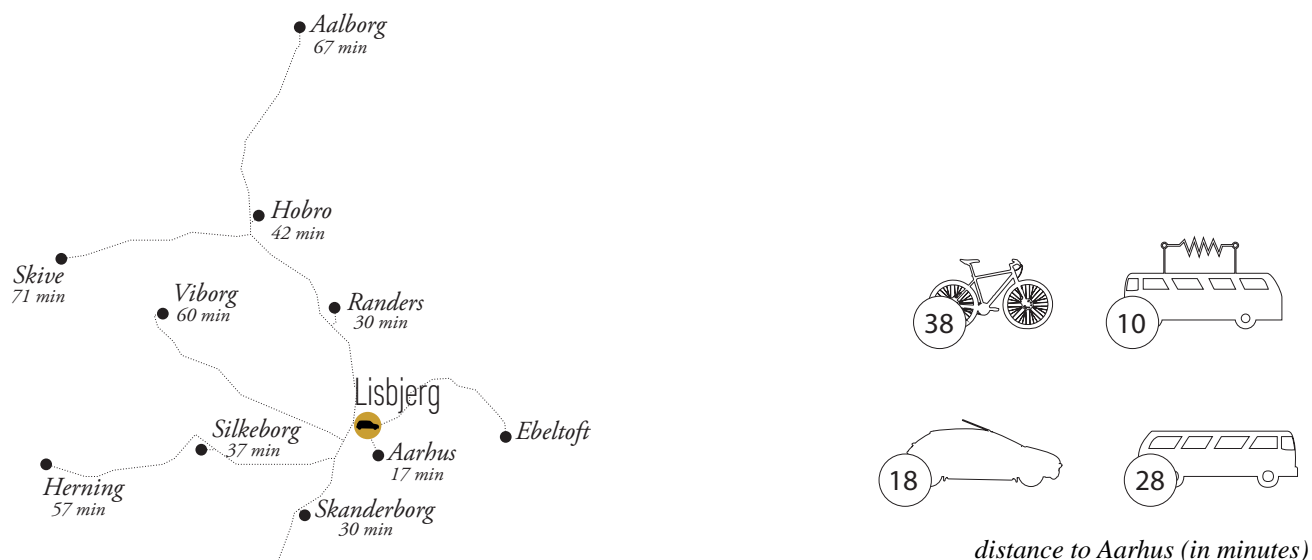 Aalborg
67 min
Hobro
42 min
Skive
71 min
Viborg
60 min
Randers
30 min
Lisbjerg
Silkeborg
37 min
Ebeltoft
Aarhus
17 min
Herning
57 min
Skanderborg
30 min
38
10
18
28
distance to Aarhus (in minutes)